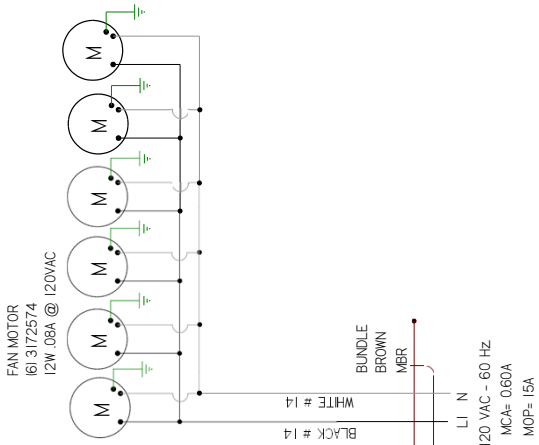 FAN MOTOR
(6) 3172574
12W .08A @ 120VAC
M
M
M
M
M
M
WHITE # 14
BLACK # 14
BUNDLE
BROWN
MBR
L1 N
120 VAC - 60 Hz
MCA= 0.60A
MOP= 15A